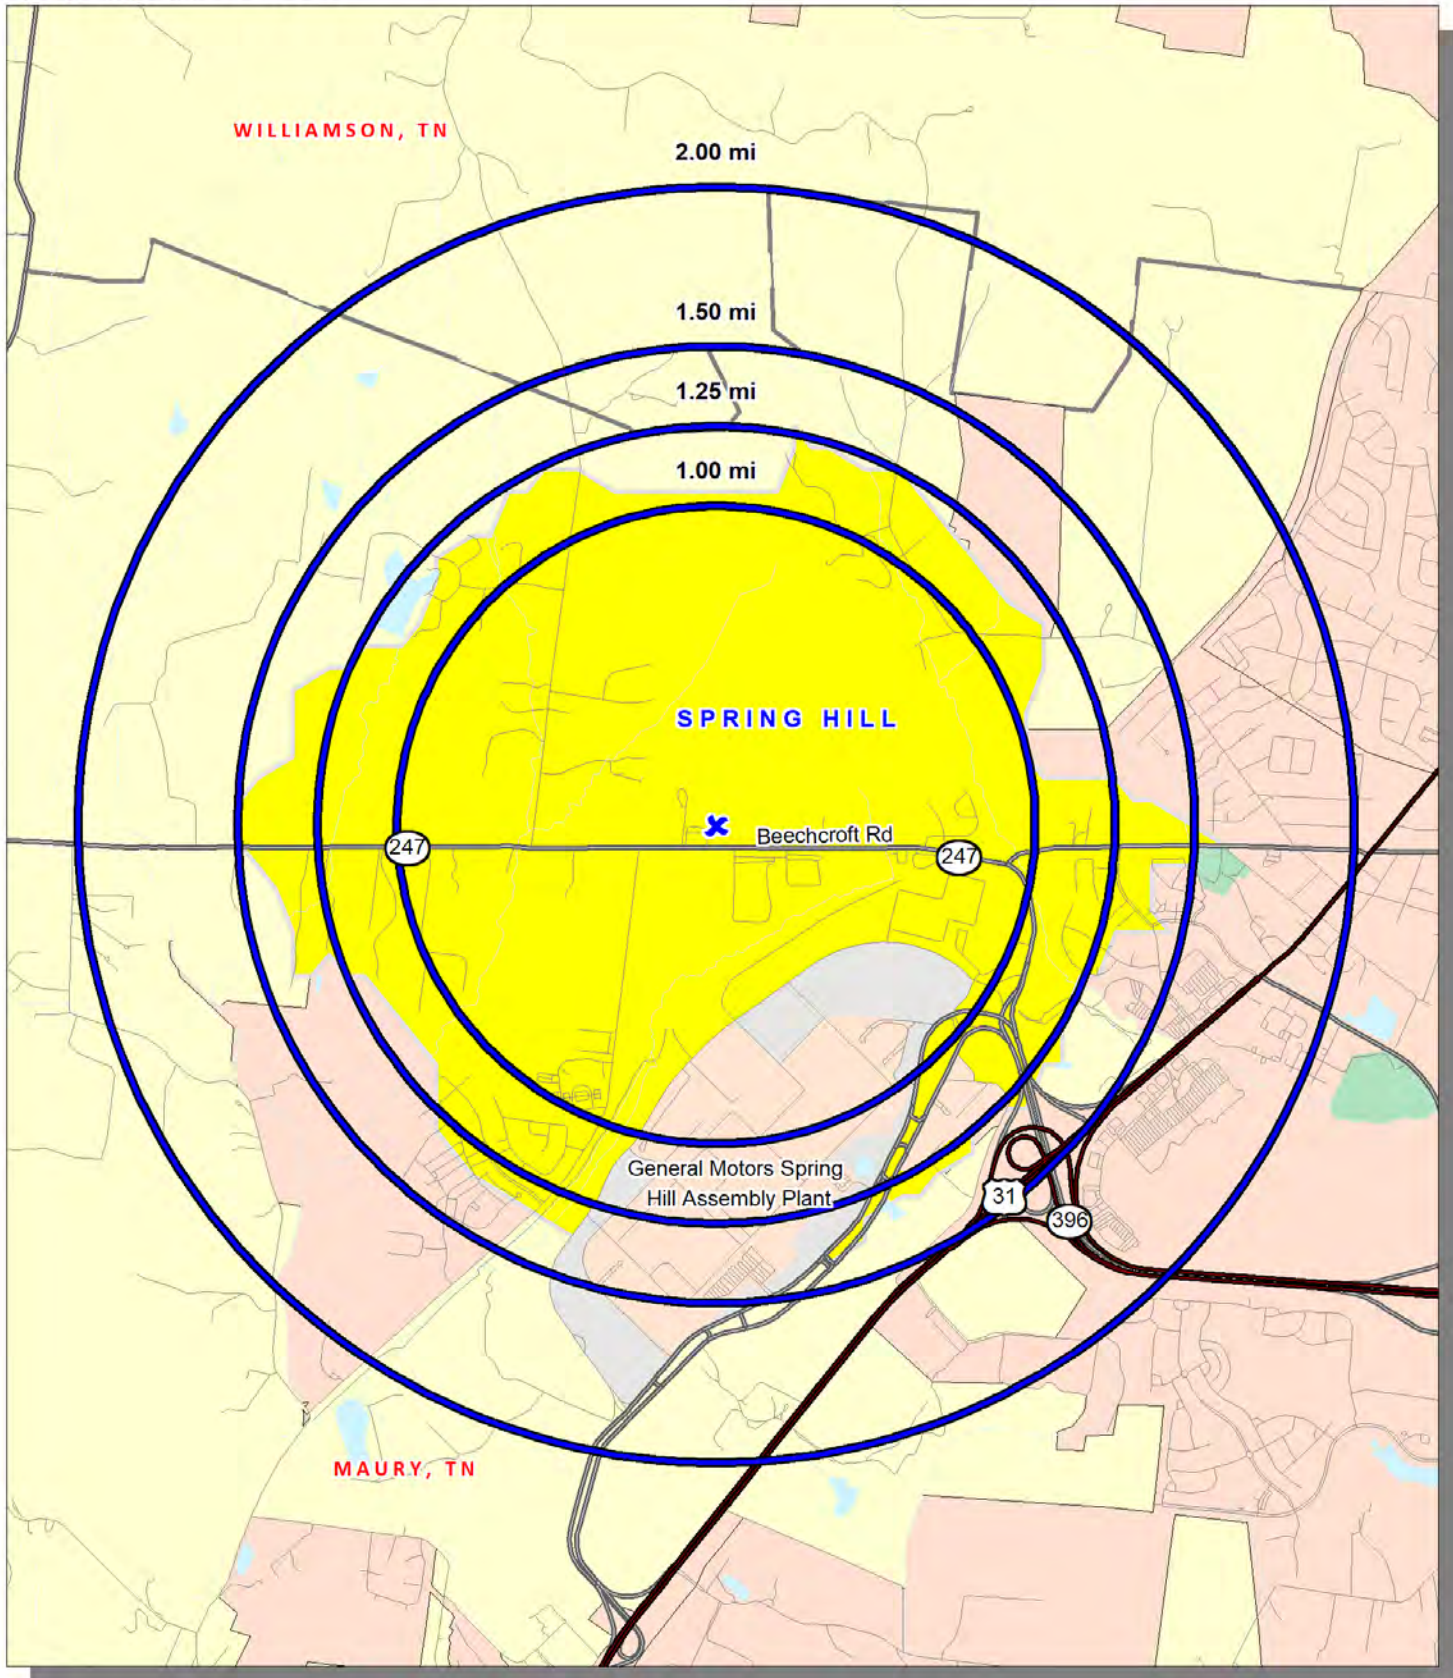 WILLIAMSON, TN
2.00 mi
1.50 mi
1.25 mi
1.00 mi
SPRING HILL
Beechcroft Rd
247
247
General Motors Spring
Hill Assembly Plant
31
396
MAURY, TN